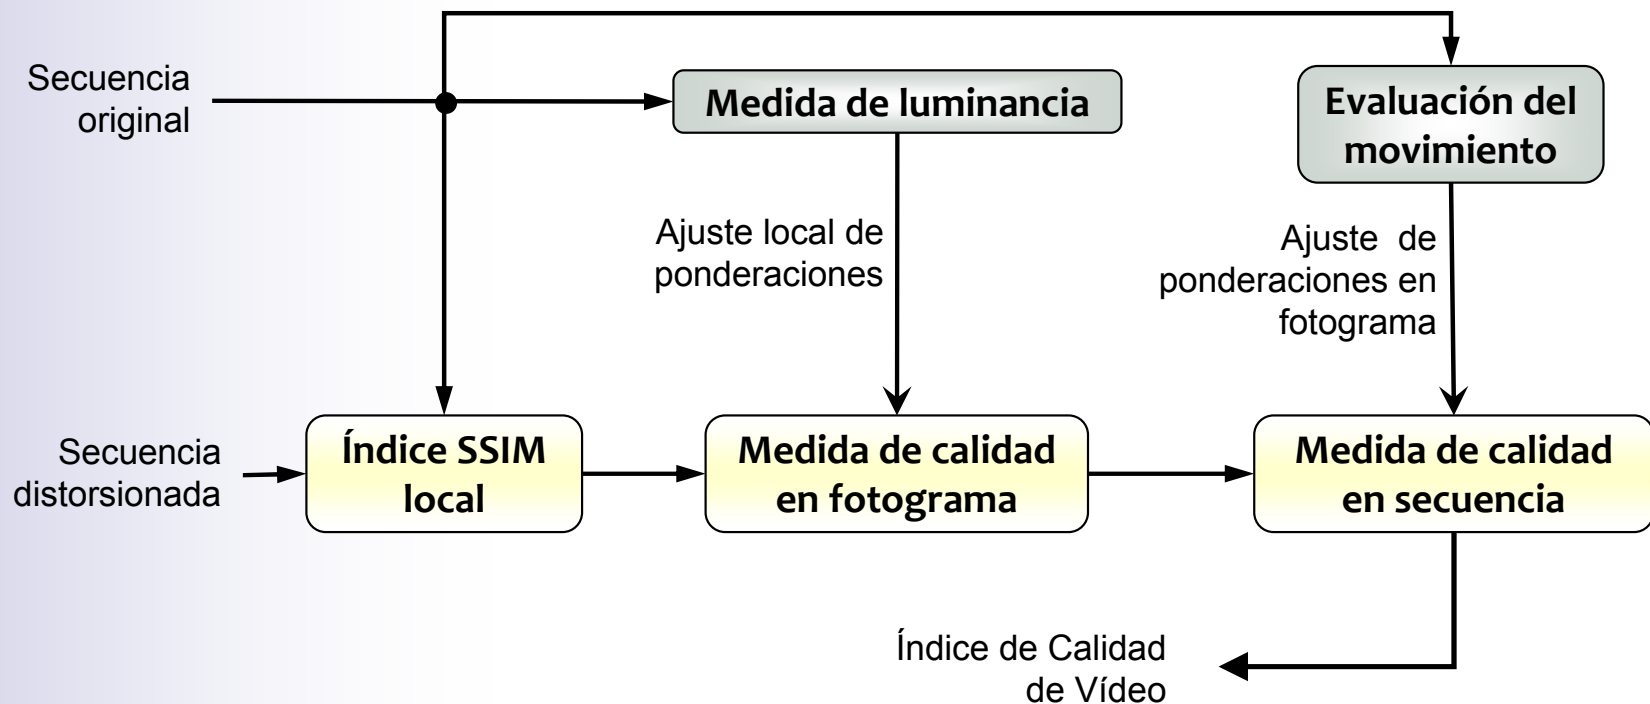 Secuencia
original
Medida de luminancia
Evaluación del
movimiento
Ajuste local de
ponderaciones
Ajuste de
ponderaciones en
fotograma
Secuencia
distorsionada
Índice SSIM
local
Medida de calidad
en fotograma
Medida de calidad
en secuencia
Índice de Calidad
de Vídeo